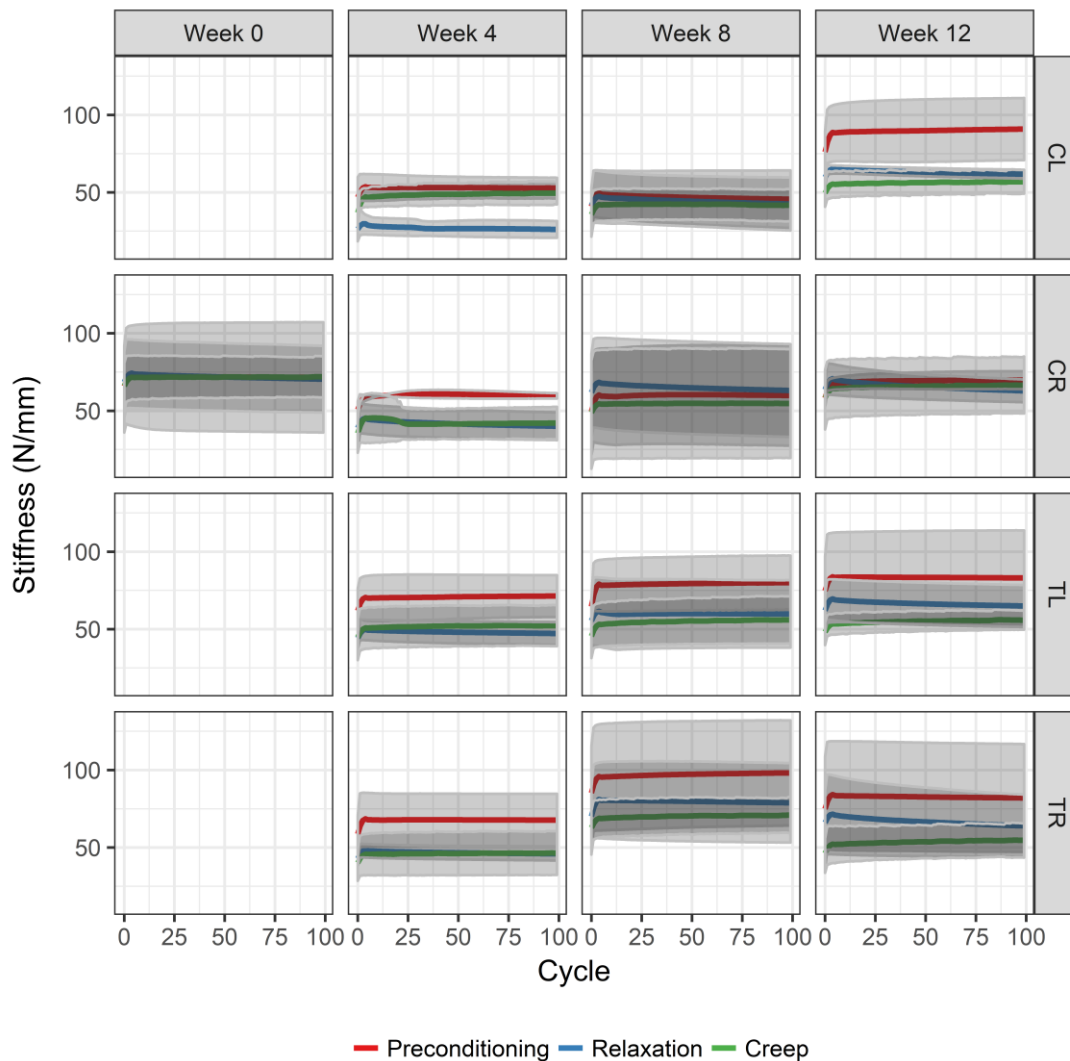 Week 0 Week 4 Week 8 Week 12
100
50
CL
100
50
CR
100
50
TL
100
50
TR
0 25 50 75 100 0 25 50 75 100 0 25 50 75 100 0 25 50 75 100
Stiffness (N/mm)
Cycle
Preconditioning Relaxation Creep